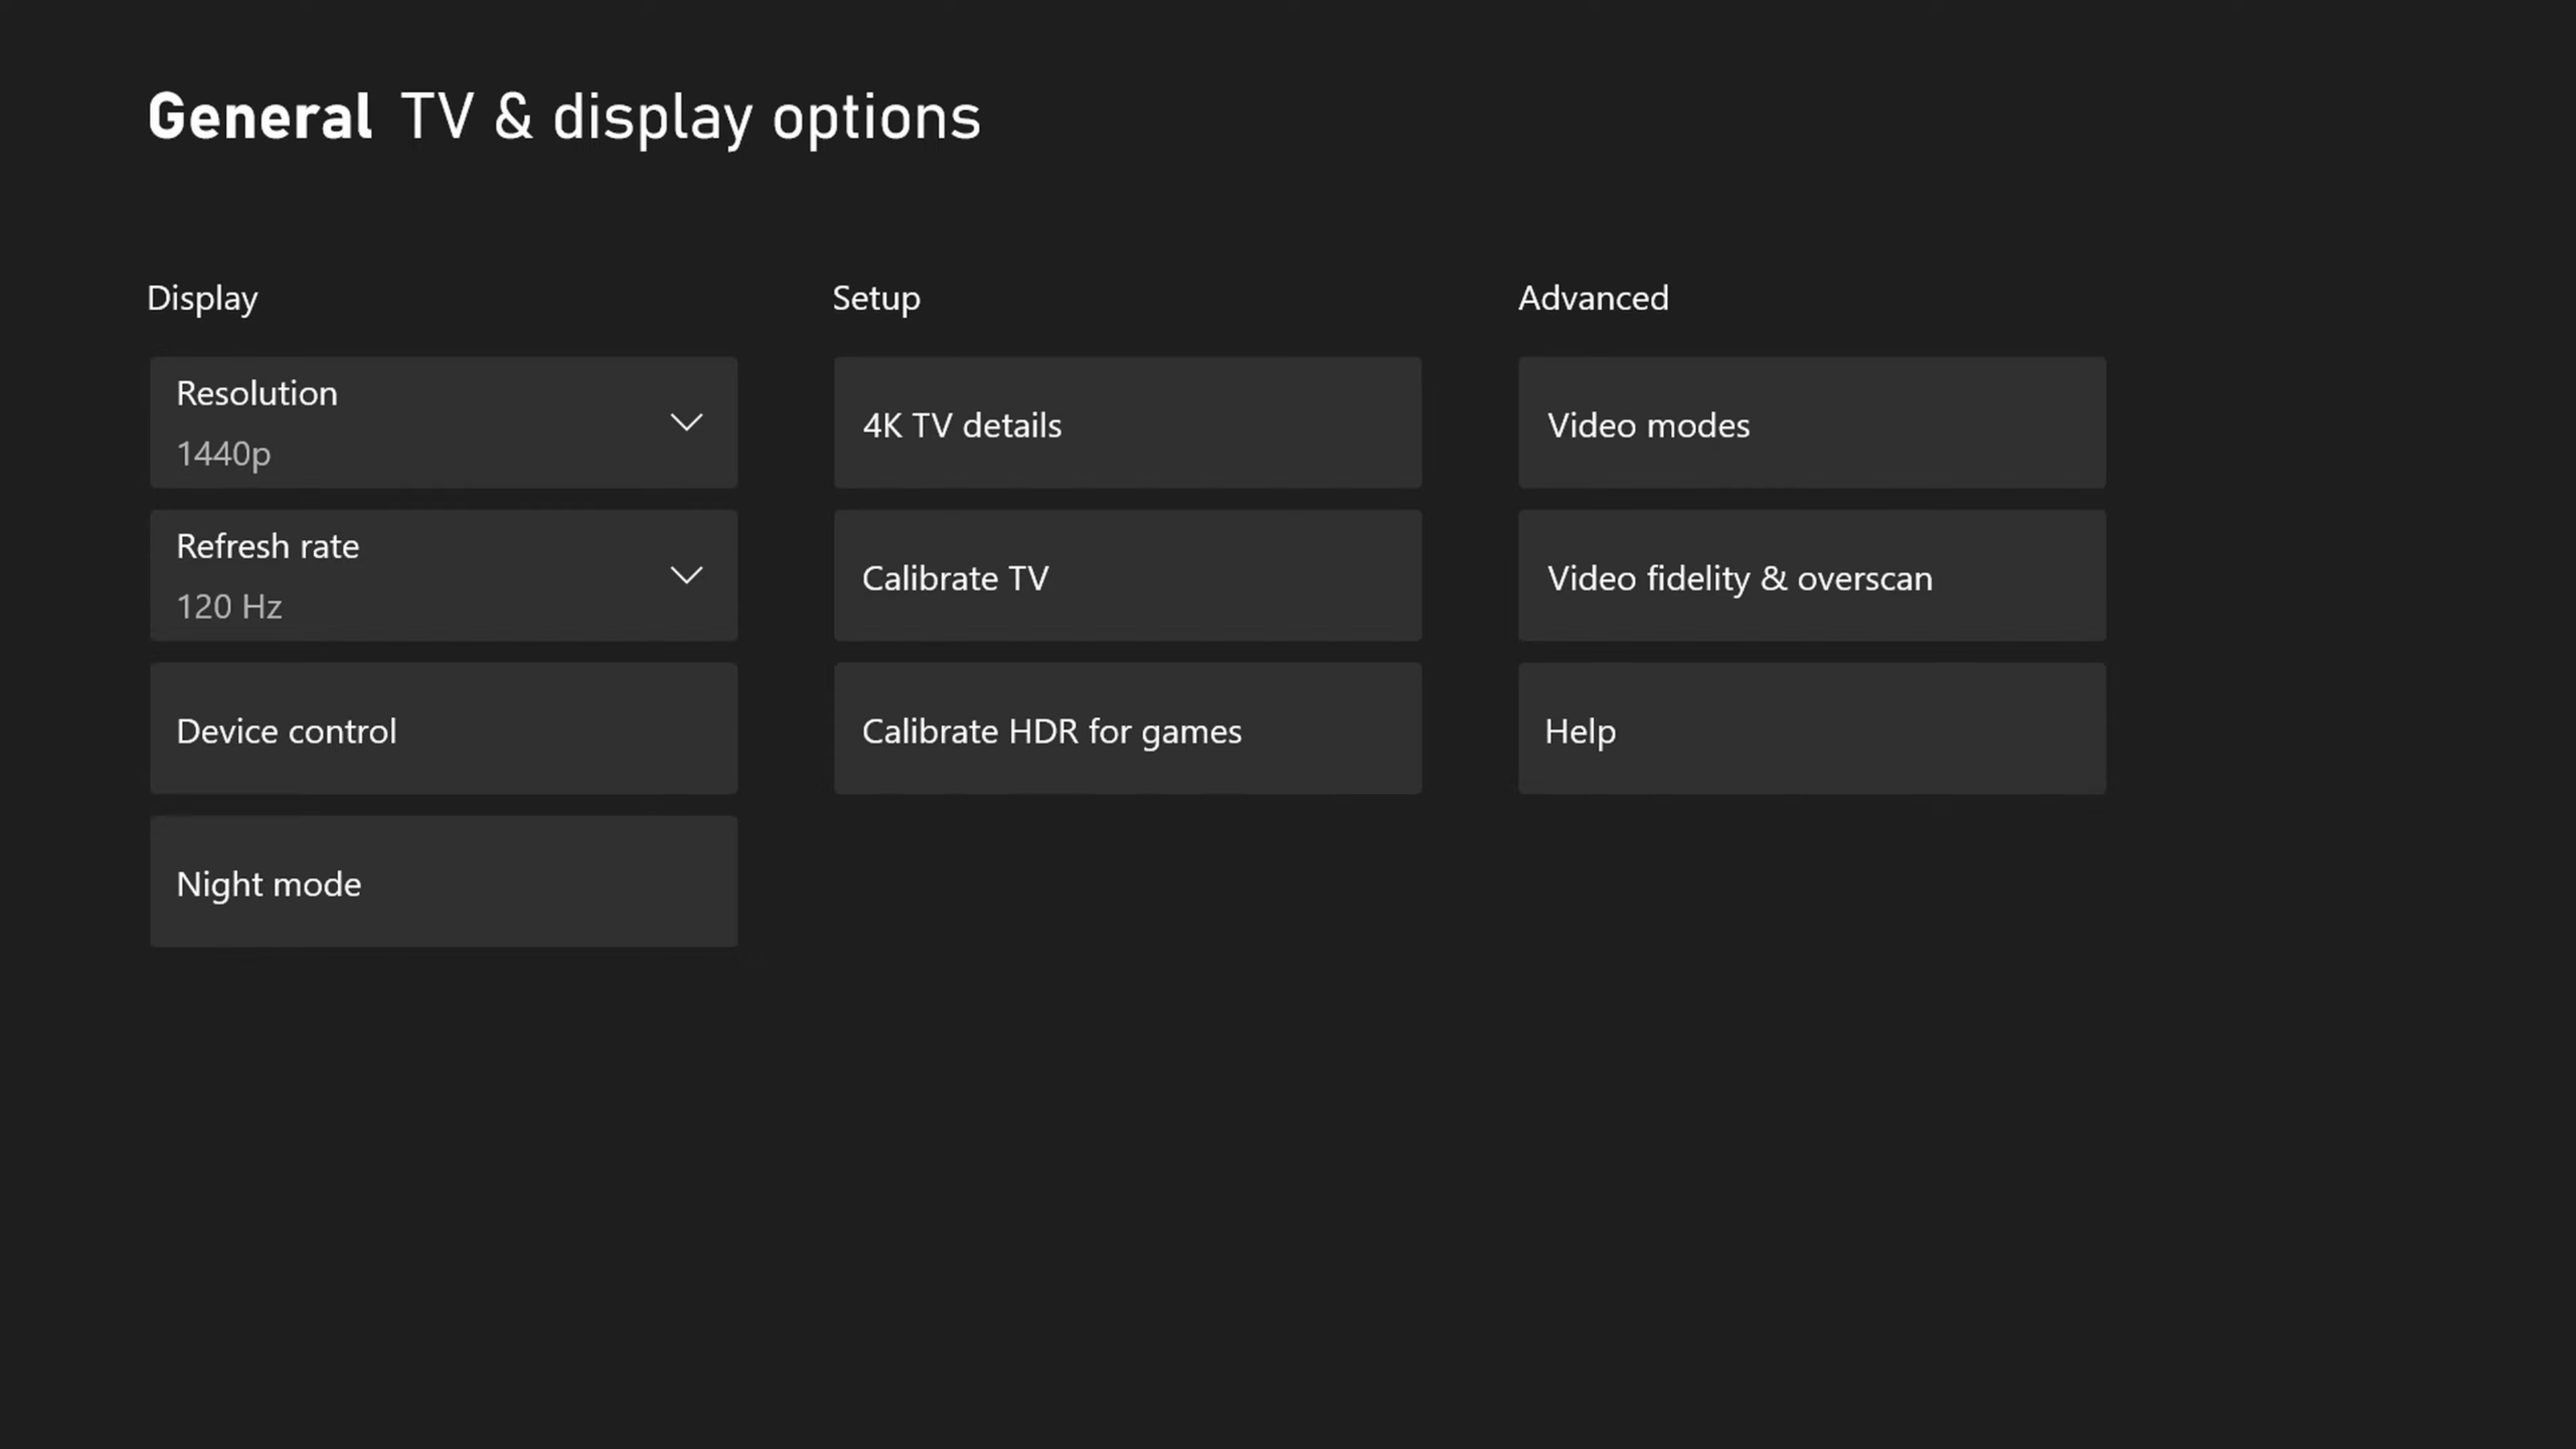 General TV & display options
Display
Resolution
1440p
Refresh rate
120 Hz
Device control
Night mode
Setup
4K TV details
Calibrate TV
Calibrate HDR for games
Advanced
Video modes
Video fidelity & overscan
Help